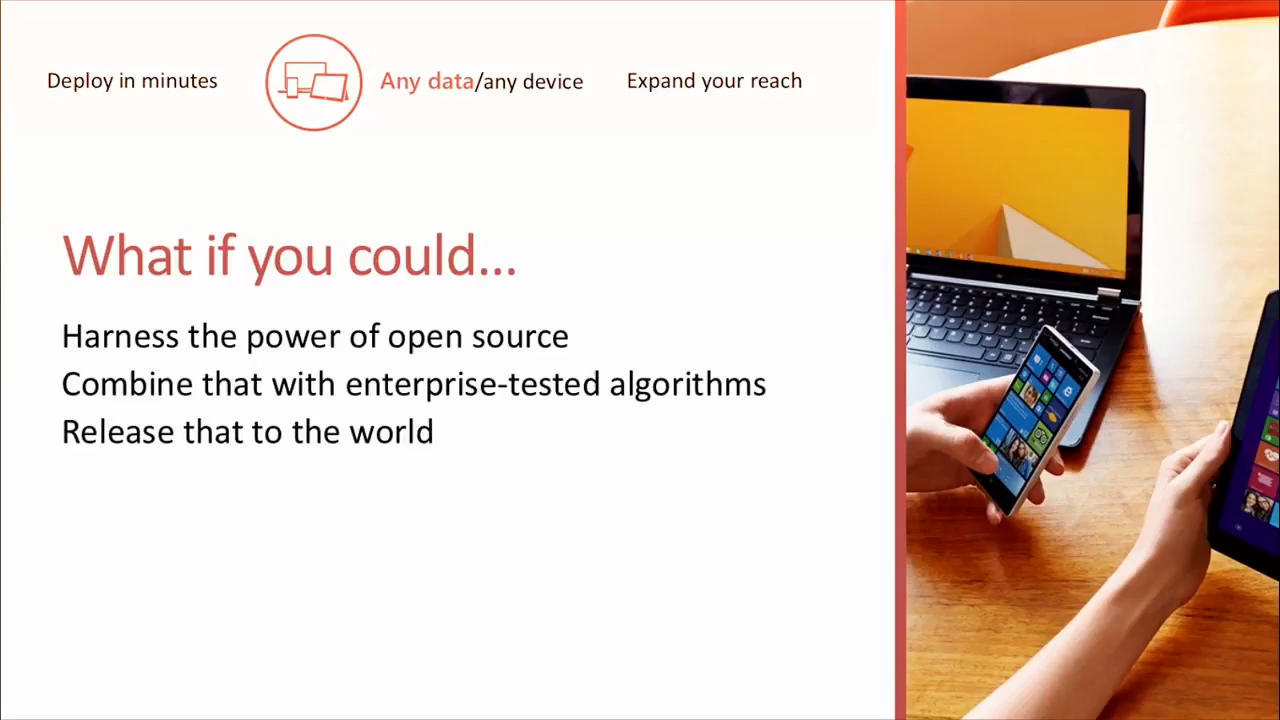 Deploy in minutes
Any data/any device
Expand your reach
What if you could...
Harness the power of open source
Combine that with enterprise-tested algorithms
Release that to the world